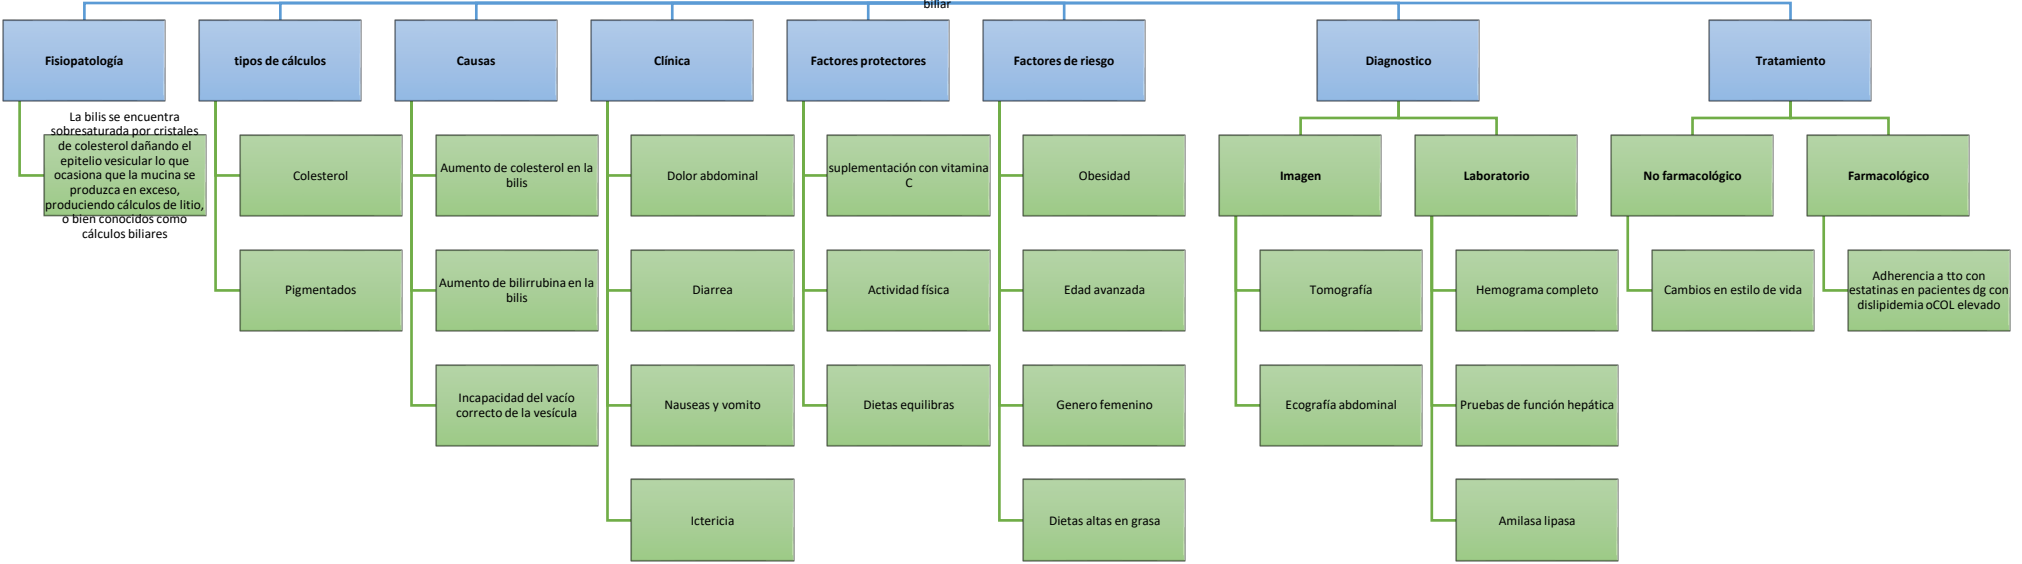 biliar
Fisiopatología
tipos de cálculos
Causas
Clínica
Factores protectores
Factores de riesgo
Diagnostico
Tratamiento
La bilis se encuentra
sobresaturada por cristales
de colesterol dañando el
epitelio vesicular lo que
ocasiona que la mucina se
produzca en exceso,
produciendo cálculos de litio,
o bien conocidos como
cálculos biliares
Colesterol
Pigmentados
Aumento de colesterol en la
bilis
Aumento de bilirrubina en la
bilis
Incapacidad del vacío
correcto de la vesícula
Dolor abdominal
Diarrea
Nauseas y vomito
Ictericia
suplementación con vitamina
C
Actividad física
Dietas equilibras
Obesidad
Edad avanzada
Genero femenino
Dietas altas en grasa
Imagen
Tomografía
Ecografía abdominal
Laboratorio
Hemograma completo
Pruebas de función hepática
Amilasa lipasa
No farmacológico
Cambios en estilo de vida
Farmacológico
Adherencia a tto con
estatinas en pacientes dg con
dislipidemia oCOL elevado